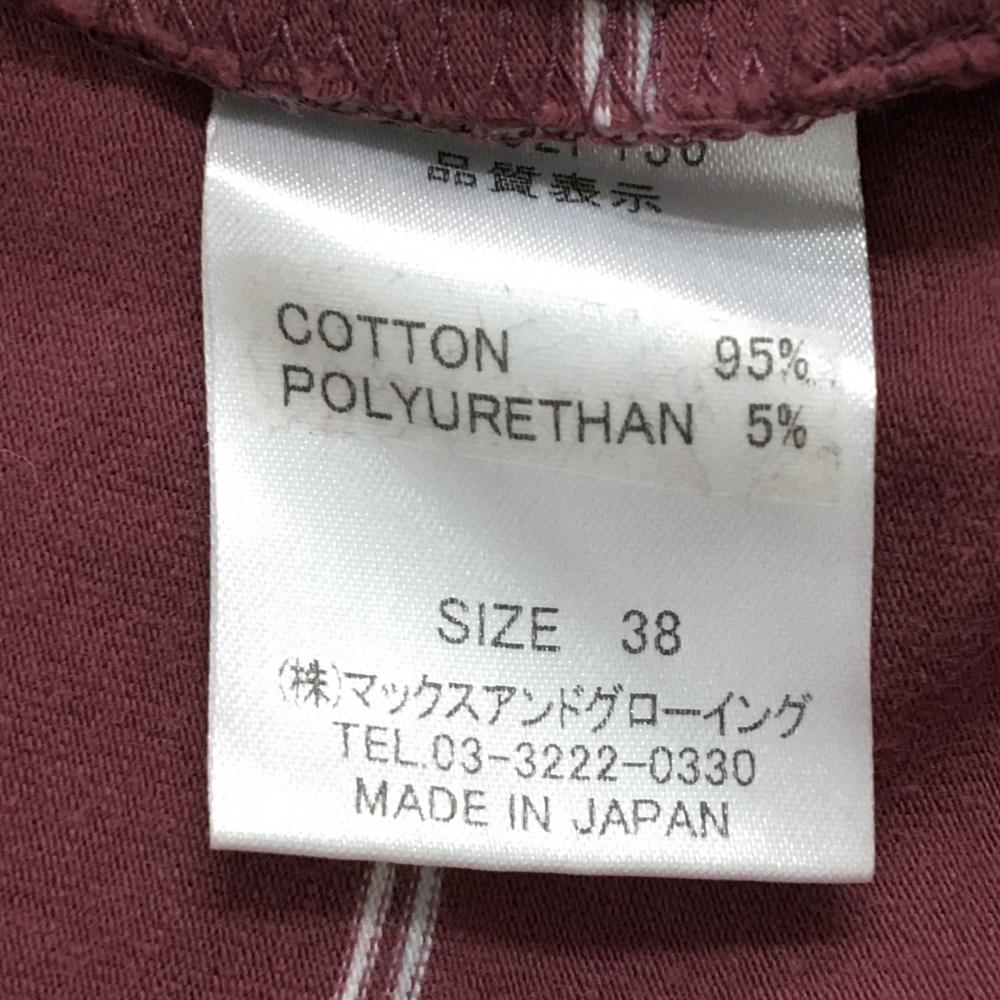 品質表示
COTTON 95%
POLYURETHAN 5%
SIZE 38
(株)マックスアンドグローイング
TEL.03-3222-0330
MADE IN JAPAN